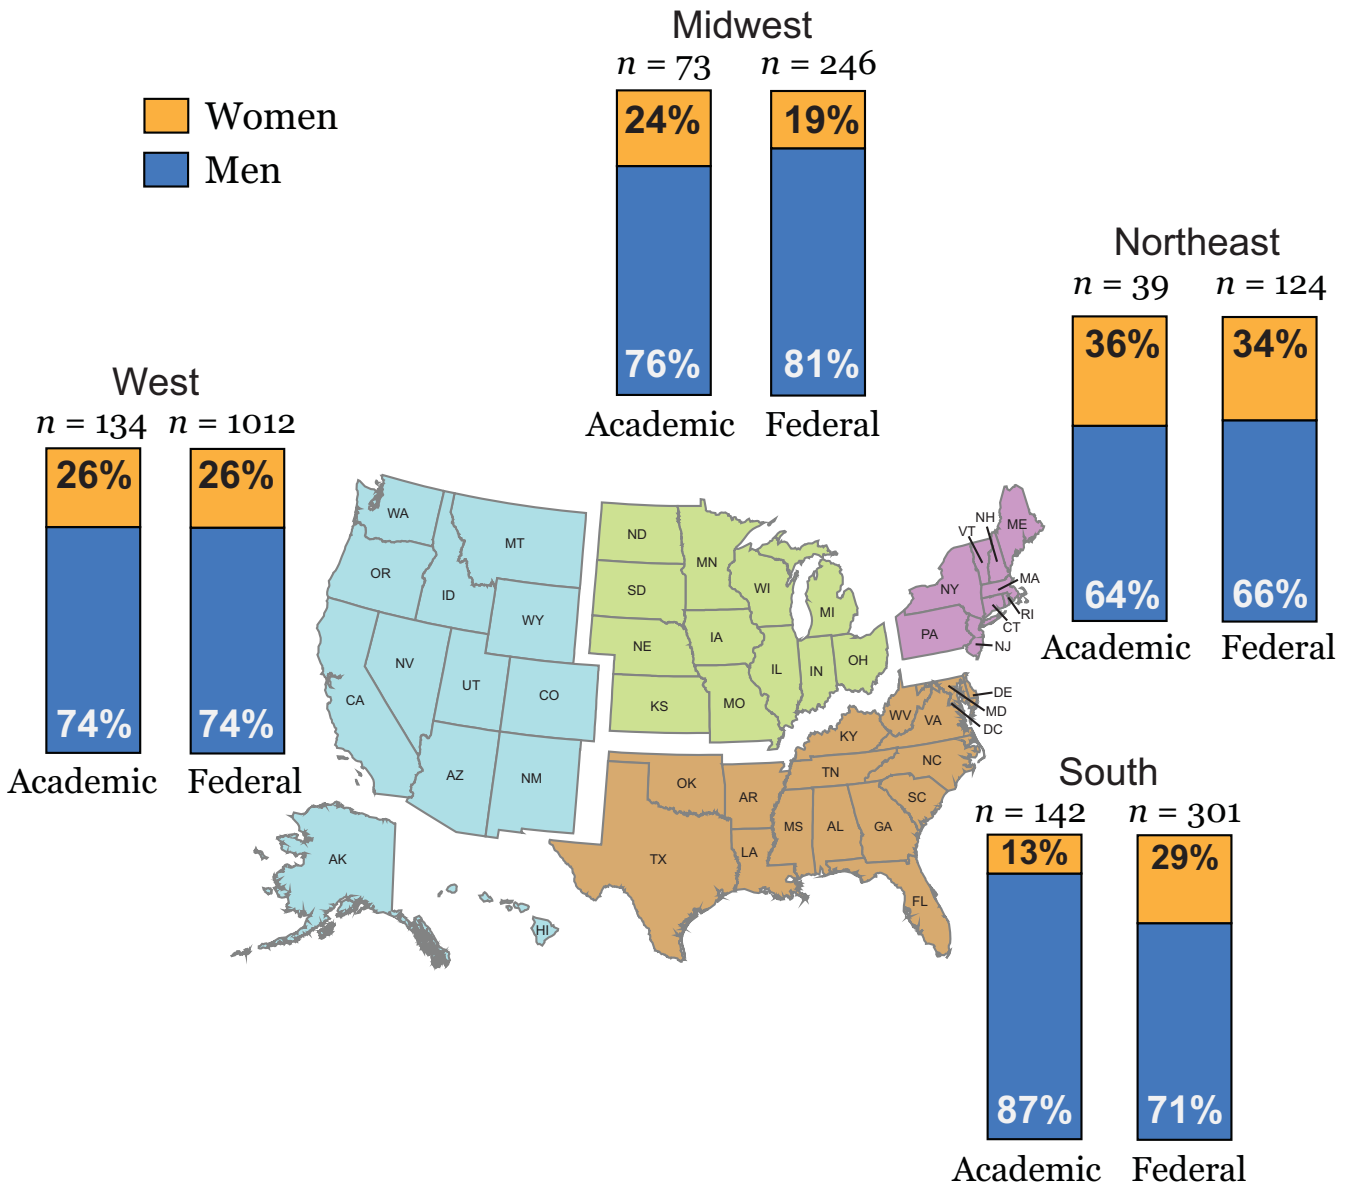 Midwest
n = 73 n = 246
Women
Men
24% 19%
76% 81%
Academic Federal
Northeast
n = 39 n = 124
36% 34%
64% 66%
Academic Federal
West
n = 134 n = 1012
26% 26%
74% 74%
Academic Federal
WA
MT
OR
ID
WY
NV
UT
CO
CA
AZ
NM
AK
HI
ND
MN
SD
WI
MI
NE
IA
IL
IN
OH
KS
MO
ME
NH
VT
MA
NY
RI
CT
PA
NJ
DE
MD
DC
WV
VA
KY
NC
TN
OK
AR
SC
MS
AL
GA
TX
LA
FL
South
n = 142 n = 301
13% 29%
87% 71%
Academic Federal